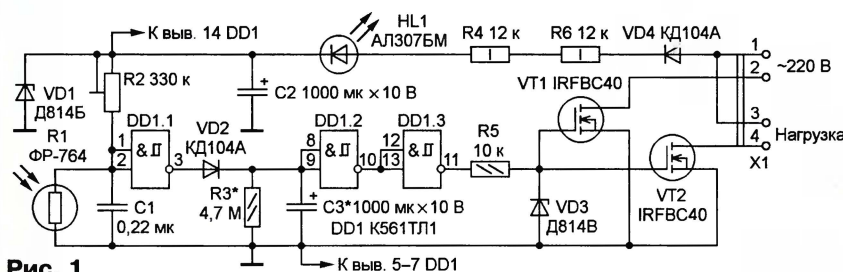 К выв. 14 DD1
HL1
АЛ307БМ
R4 12 к
R6 12 к
VD4 КД104А
1
2
~220 В
3
4
Нагрузка
X1
R2 330 к
VD1
Д814Б
+
C2 1000 мк × 10 В
VT1 IRFBC40
R1
ФР-764
DD1.1
1
2
&
3
VD2
КД104А
DD1.2
8
9
&
10
DD1.3
12
13
&
11
R5
10 к
VT2
IRFBC40
C1
0,22 мк
R3*
4,7 М
+
C3* 1000 мк × 10 В
DD1 К561ТЛ1
VD3
Д814В
К выв. 5–7 DD1
Рис. 1